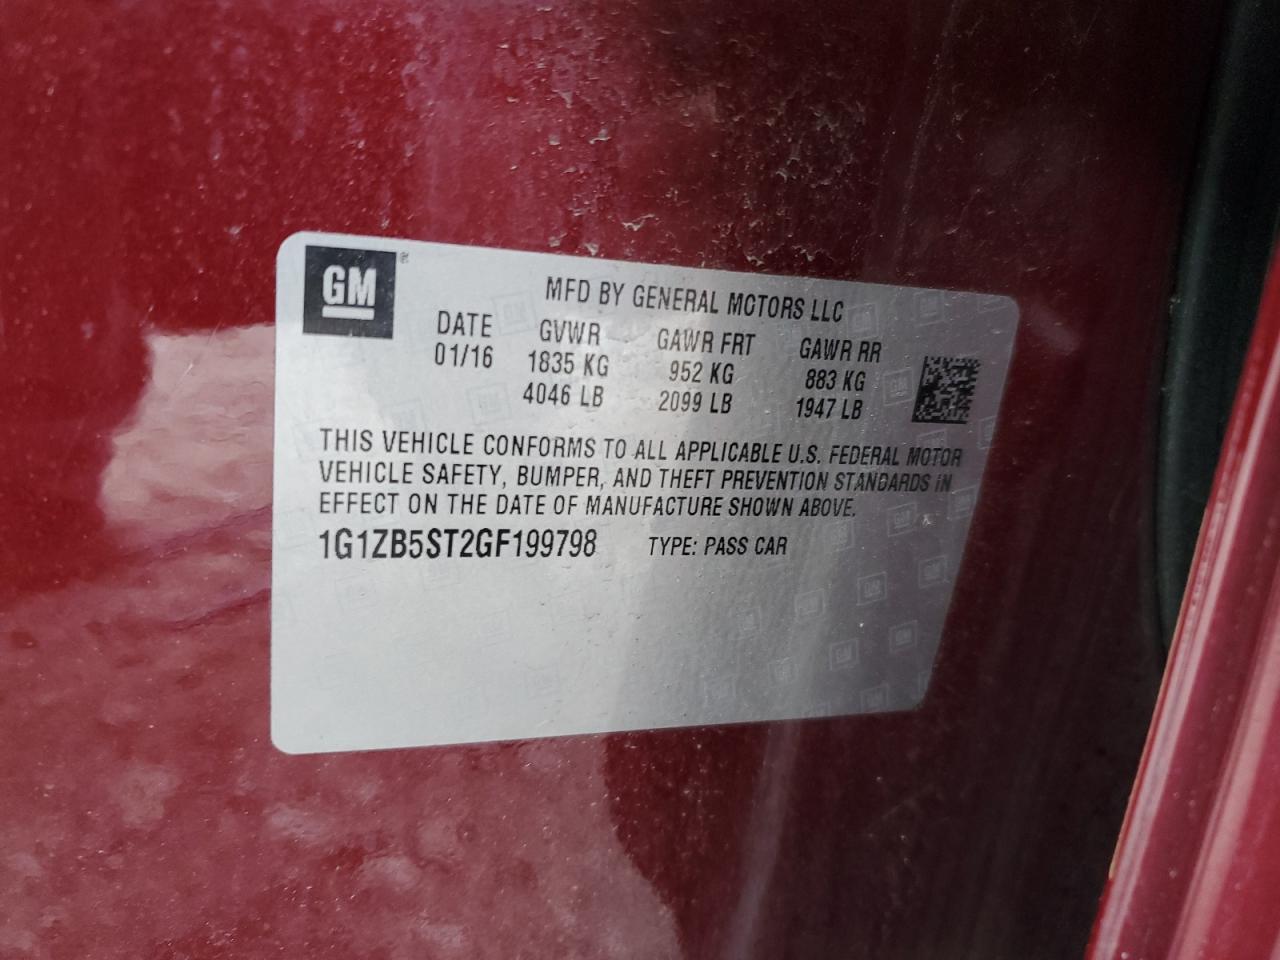 GM
MFD BY GENERAL MOTORS LLC
DATE GVWR GAWR FRT GAWR RR
01/16 1835 KG 952 KG 883 KG
4046 LB 2099 LB 1947 LB
THIS VEHICLE CONFORMS TO ALL APPLICABLE U.S. FEDERAL MOTOR
VEHICLE SAFETY, BUMPER, AND THEFT PREVENTION STANDARDS IN
EFFECT ON THE DATE OF MANUFACTURE SHOWN ABOVE.
1G1ZB5ST2GF199798 TYPE: PASS CAR